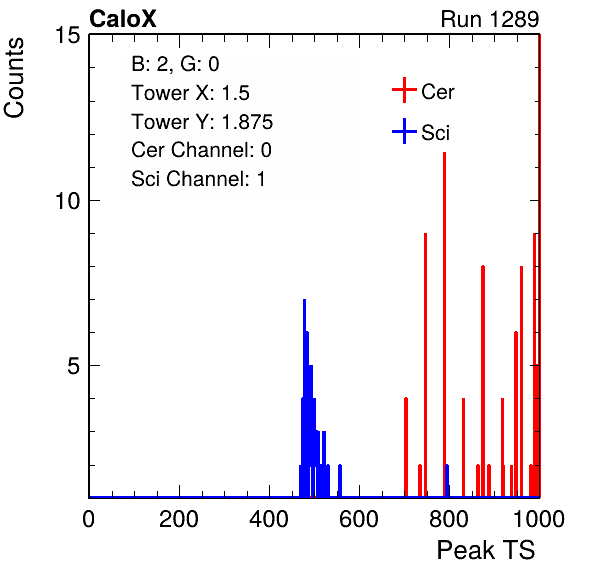 CaloX Run 1289
15
10
5
Counts
B: 2, G: 0
Tower X: 1.5
Tower Y: 1.875
Cer Channel: 0
Sci Channel: 1
Cer
Sci
0 200 400 600 800 1000
Peak TS